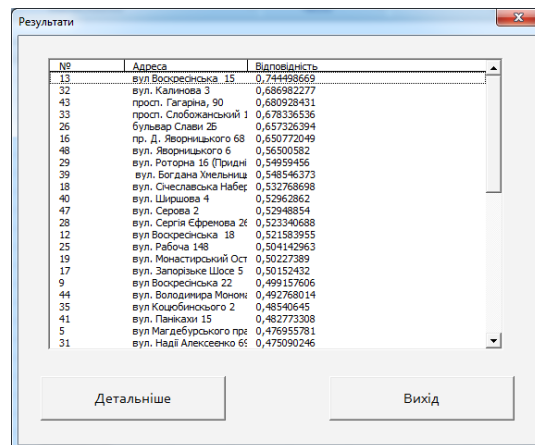 Результати
№ Адреса Відповідність
13 вул Воскресінська 15 0,744498669
32 вул. Калинова 3 0,686982277
43 просп. Гагаріна, 90 0,680928431
33 просп. Слобожанський 1 0,678336536
26 бульвар Слави 2Б 0,657326394
16 пр. Д. Яворницького 68 0,650772049
48 вул. Яворницького 6 0,56500582
29 вул. Роторна 16 (Придні 0,54959456
39 вул. Богдана Хмельниць 0,548546373
18 вул. Січеславська Набер 0,532768698
40 вул. Ширшова 4 0,52962862
47 вул. Серова 2 0,52948854
28 вул. Сергія Єфремова 26 0,523340688
12 вул Воскресінська 18 0,521583955
25 вул. Рабоча 148 0,504142963
19 вул. Монастирський Ост 0,50227389
17 вул. Запорізьке Шосе 5 0,50152432
9 вул Воскресінська 22 0,499157606
44 вул. Володимира Монома 0,492768014
35 вул Коцюбинскього 2 0,48540645
41 вул. Панікахи 15 0,482773308
5 вул Магдебурського пра 0,476955781
31 вул. Надії Алексеєнко 69 0,475090246
Детальніше Вихід